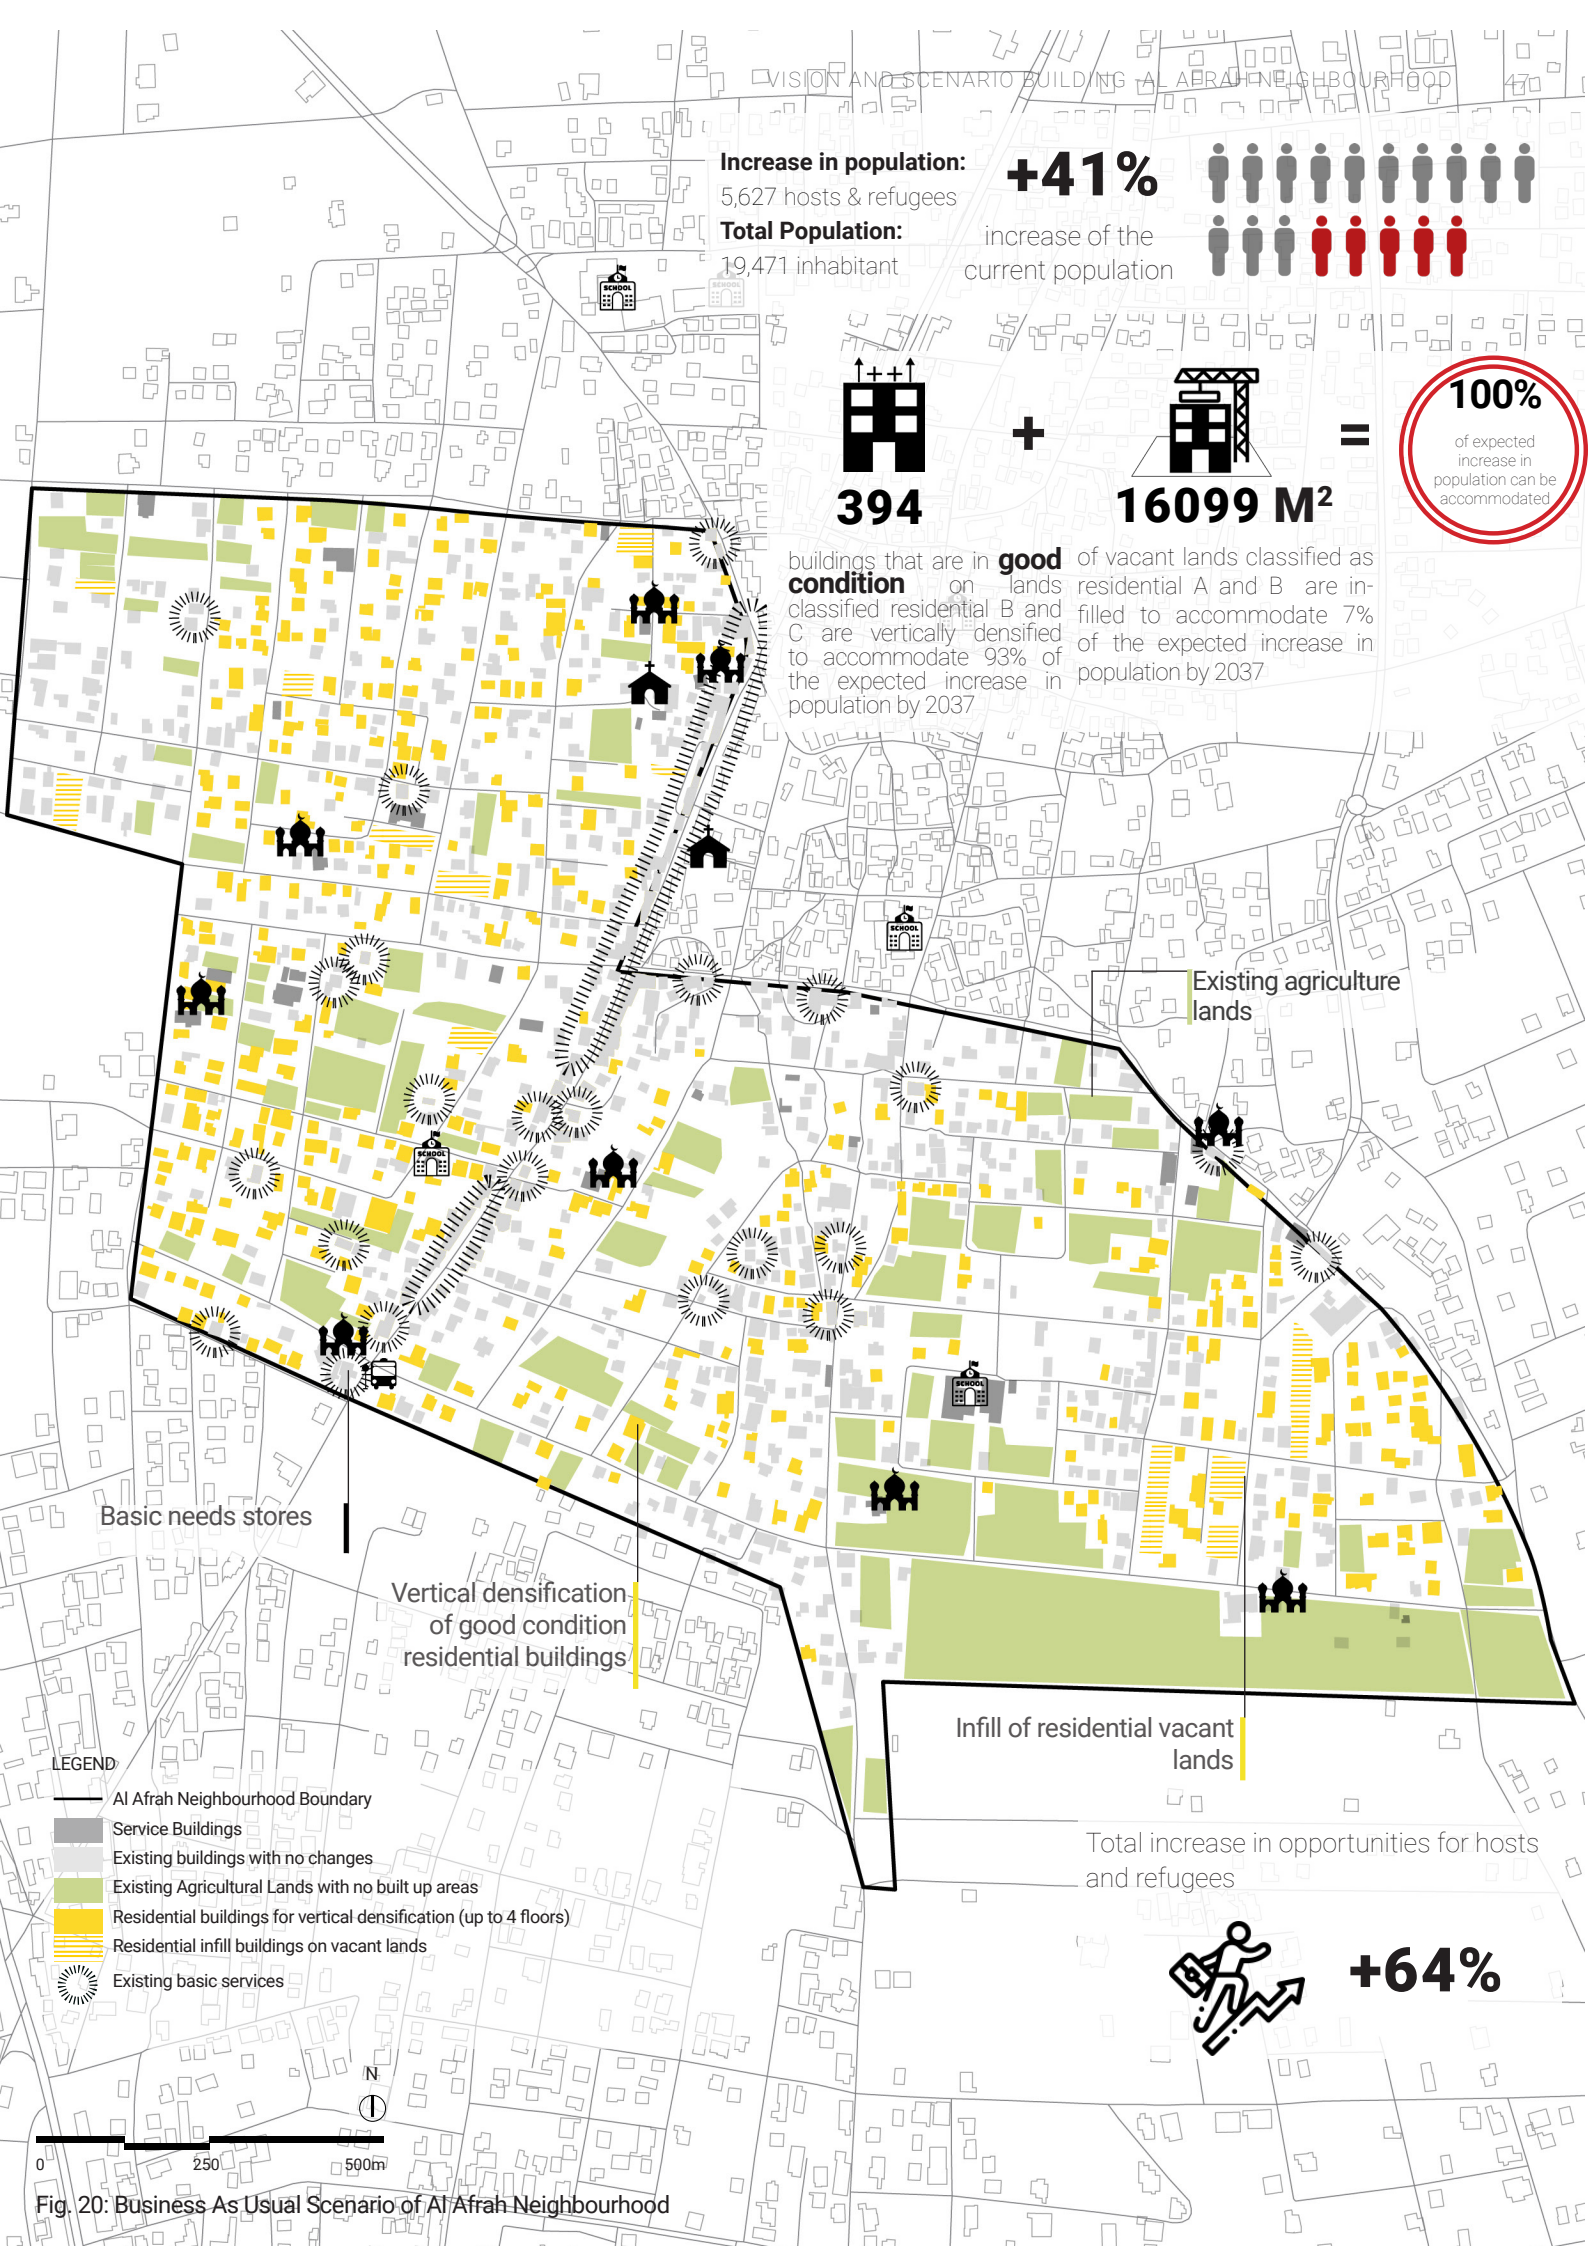 VISION AND SCENARIO BUILDING -AL AFRAH NEIGHBOURHOOD 47
Increase in population:
5,627 hosts & refugees
Total Population:
19,471 inhabitant
+41%
increase of the
current population
SCHOOL
SCHOOL
394
buildings that are in good
condition on lands
classified residential B and
C are vertically densified
to accommodate 93% of
the expected increase in
population by 2037
+
16099 M²
of vacant lands classified as
residential A and B are in-
filled to accommodate 7%
of the expected increase in
population by 2037
=
100%
of expected
increase in
population can be
accommodated
SCHOOL
Existing agriculture
lands
SCHOOL
SCHOOL
Basic needs stores
Vertical densification
of good condition
residential buildings
Infill of residential vacant
lands
LEGEND
Al Afrah Neighbourhood Boundary
Service Buildings
Existing buildings with no changes
Existing Agricultural Lands with no built up areas
Residential buildings for vertical densification (up to 4 floors)
Residential infill buildings on vacant lands
Existing basic services
Total increase in opportunities for hosts
and refugees
+64%
N
0 250 500m
Fig. 20: Business As Usual Scenario of Al Afrah Neighbourhood